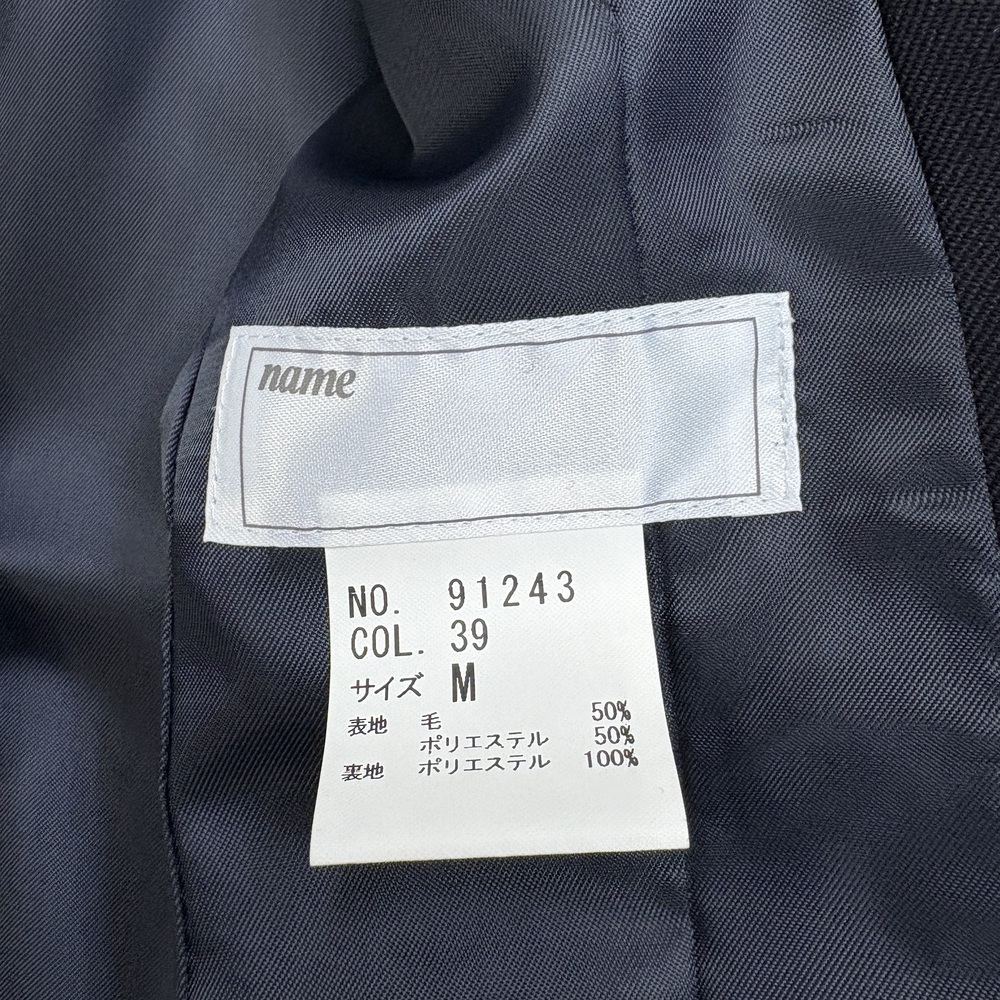 name
NO. 91243
COL. 39
サイズ M
表地 毛 50%
ポリエステル 50%
裏地 ポリエステル 100%